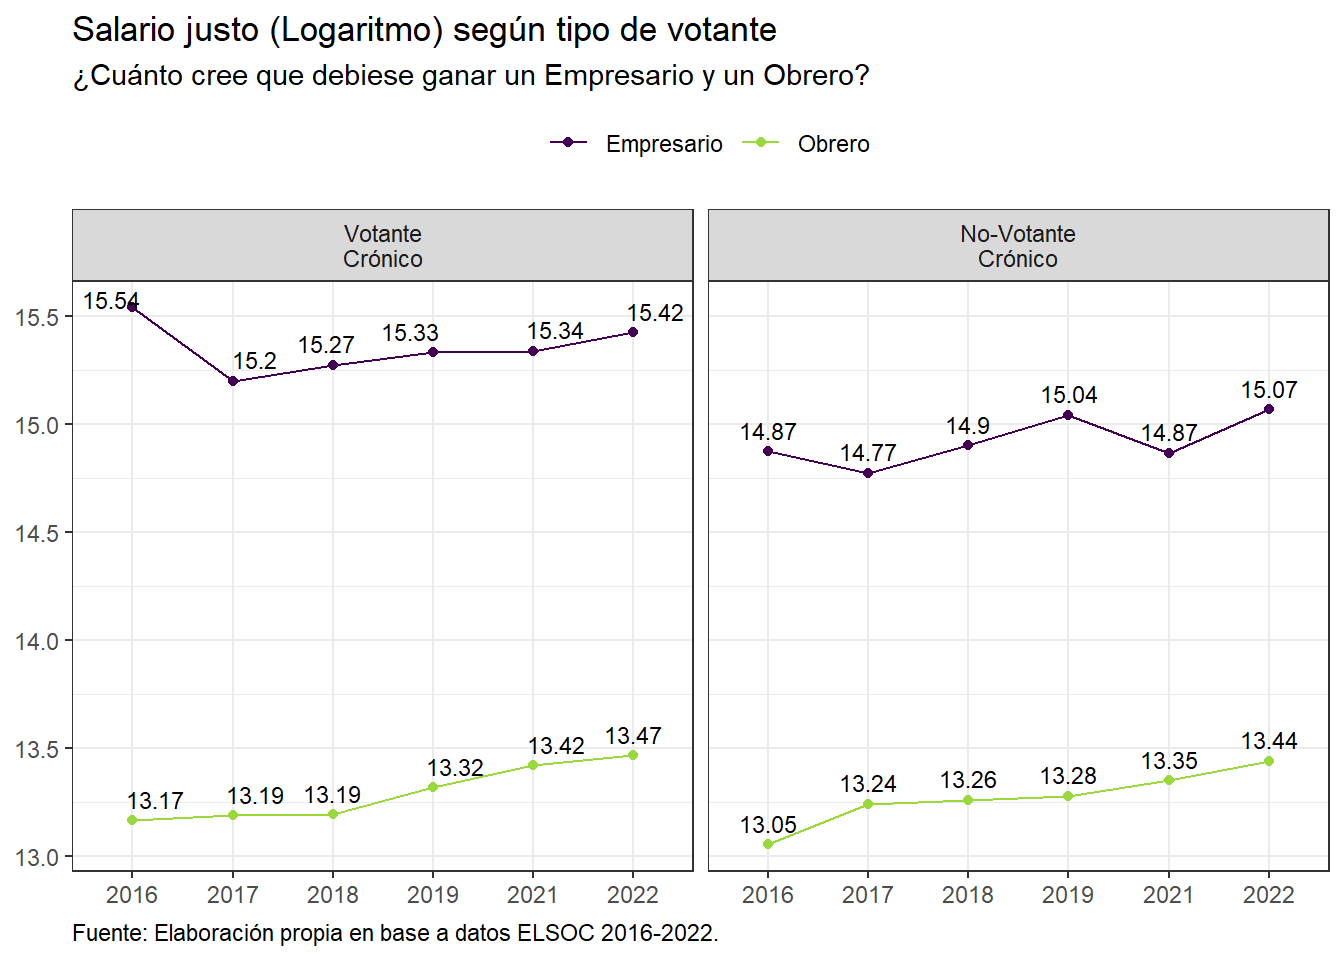 Salario justo (Logaritmo) según tipo de votante
¿Cuánto cree que debiese ganar un Empresario y un Obrero?
Empresario Obrero
Votante
Crónico
No-Votante
Crónico
15.5
15.0
14.5
14.0
13.5
13.0
15.54 15.2 15.27 15.33 15.34 15.42
13.17 13.19 13.19 13.32 13.42 13.47
14.87 14.77 14.9 15.04 14.87 15.07
13.05 13.24 13.26 13.28 13.35 13.44
2016 2017 2018 2019 2021 2022
2016 2017 2018 2019 2021 2022
Fuente: Elaboración propia en base a datos ELSOC 2016-2022.